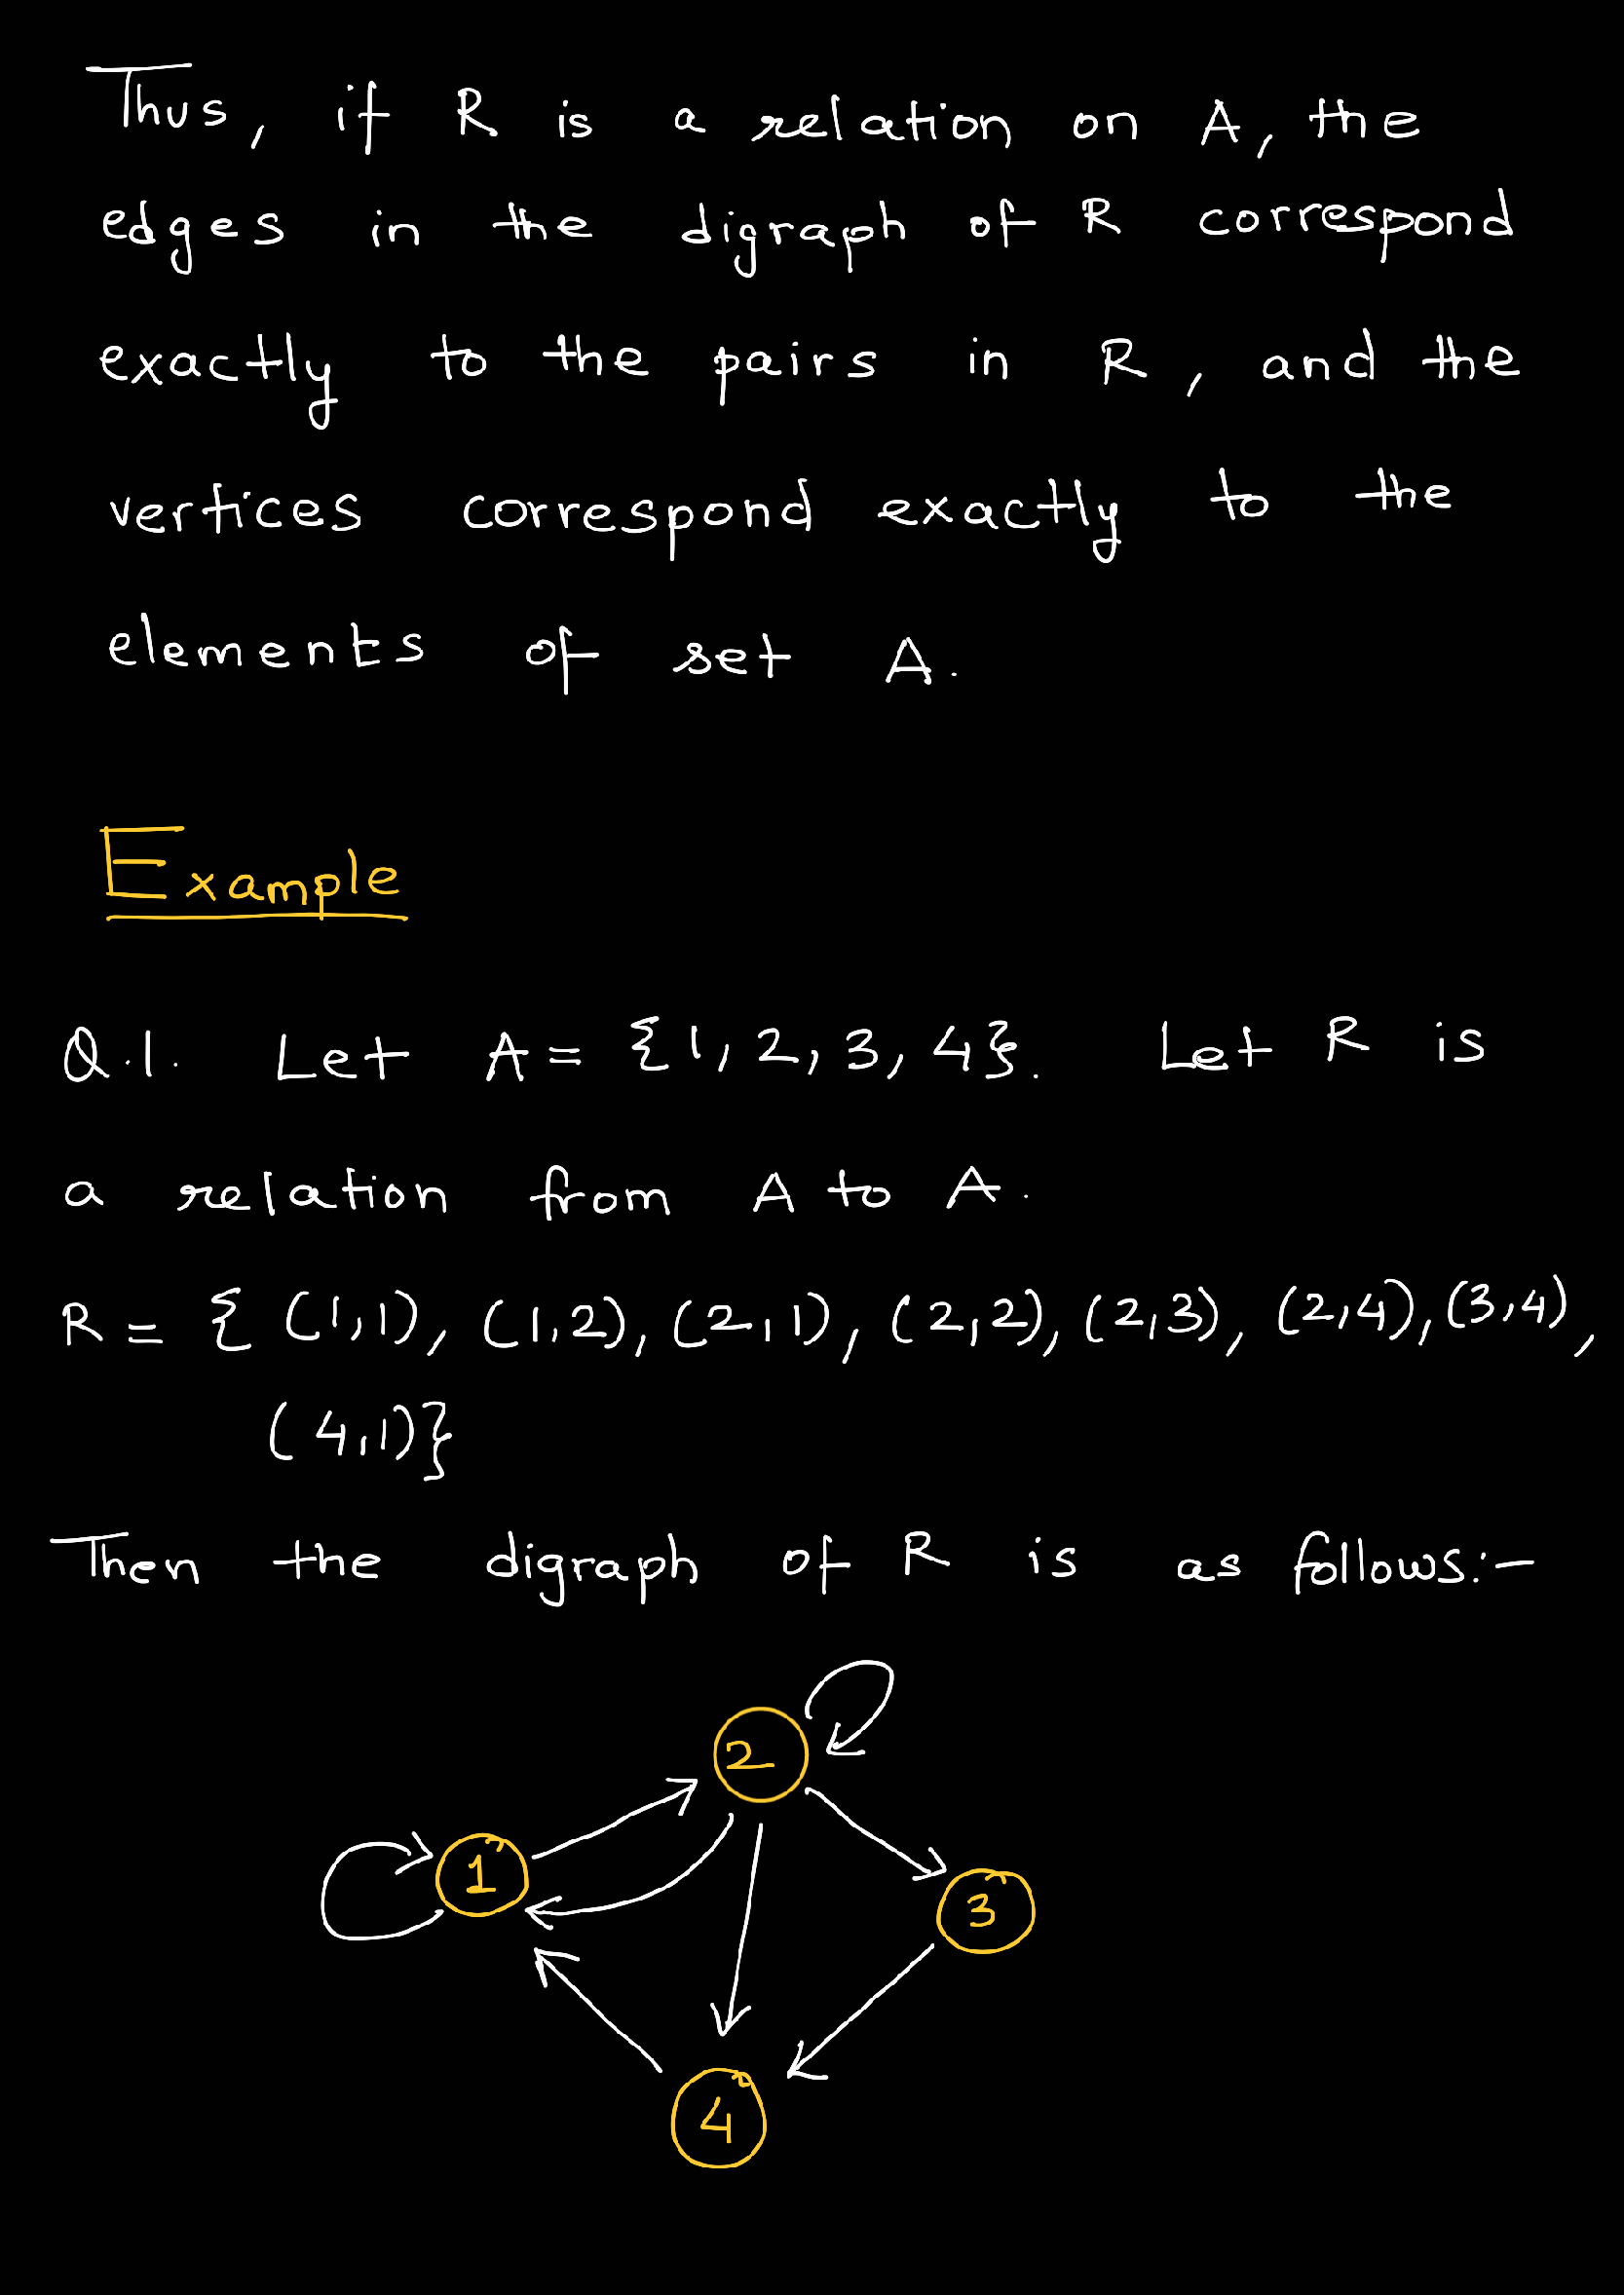 Thus, if R is a relation on A, the
edges in the digraph of R correspond
exactly to the pairs in R, and the
vertices correspond exactly to the
elements of set A.
Example
Q.1. Let A = {1, 2, 3, 4}. Let R is
a relation from A to A.
R = { (1,1), (1,2), (2,1), (2,2), (2,3), (2,4), (3,4),
(4,1)}
Then the digraph of R is as follows:-
2
1
3
4